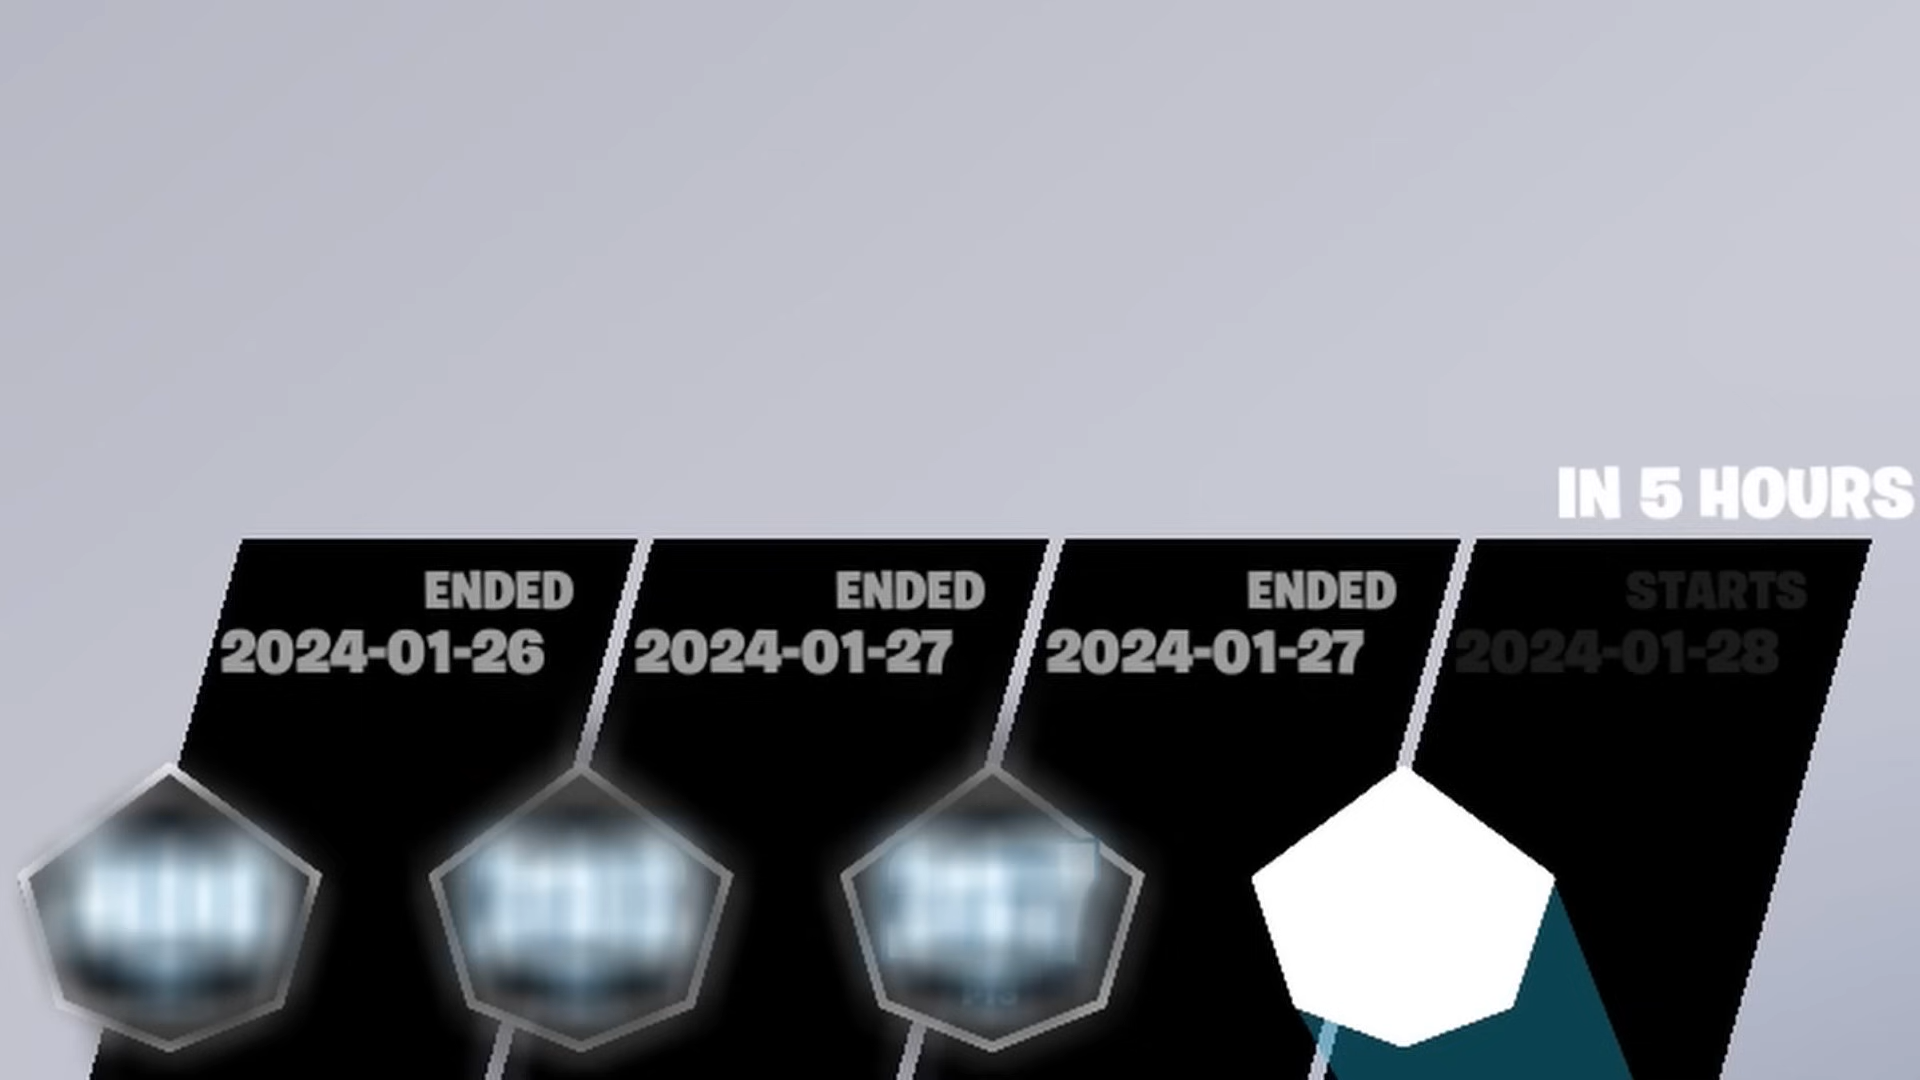 IN 5 HOURS
ENDED
2024-01-26
ENDED
2024-01-27
ENDED
2024-01-27
STARTS
2024-01-28